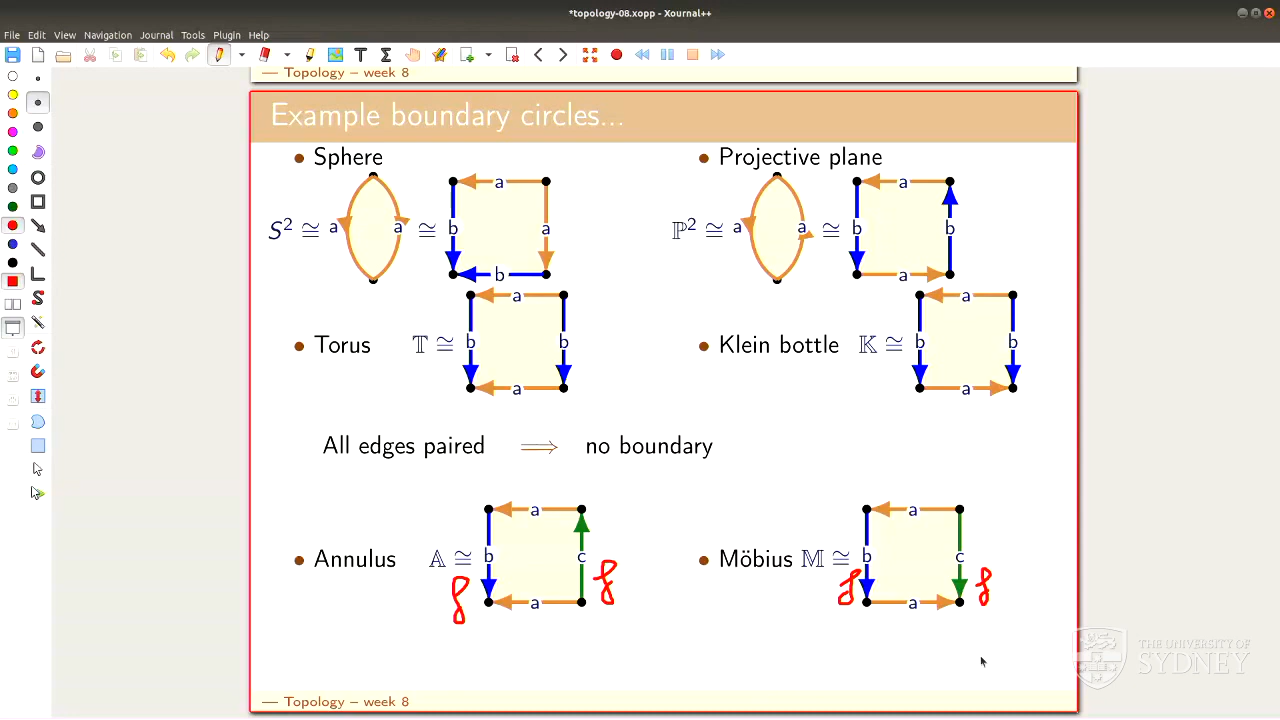 *topology-08.xopp - Xournal++
File Edit View Navigation Journal Tools Plugin Help
— Topology – week 8
Example boundary circles...
• Sphere
S² ≅ a a ≅ a b a b
• Projective plane
ℙ² ≅ a a ≅ a b b a
• Torus 𝕋 ≅ a b b a
• Klein bottle 𝕂 ≅ a b b a
All edges paired ⟹ no boundary
• Annulus 𝔸 ≅ a b c a
• Möbius 𝕄 ≅ a b c a
THE UNIVERSITY OF
SYDNEY
— Topology – week 8